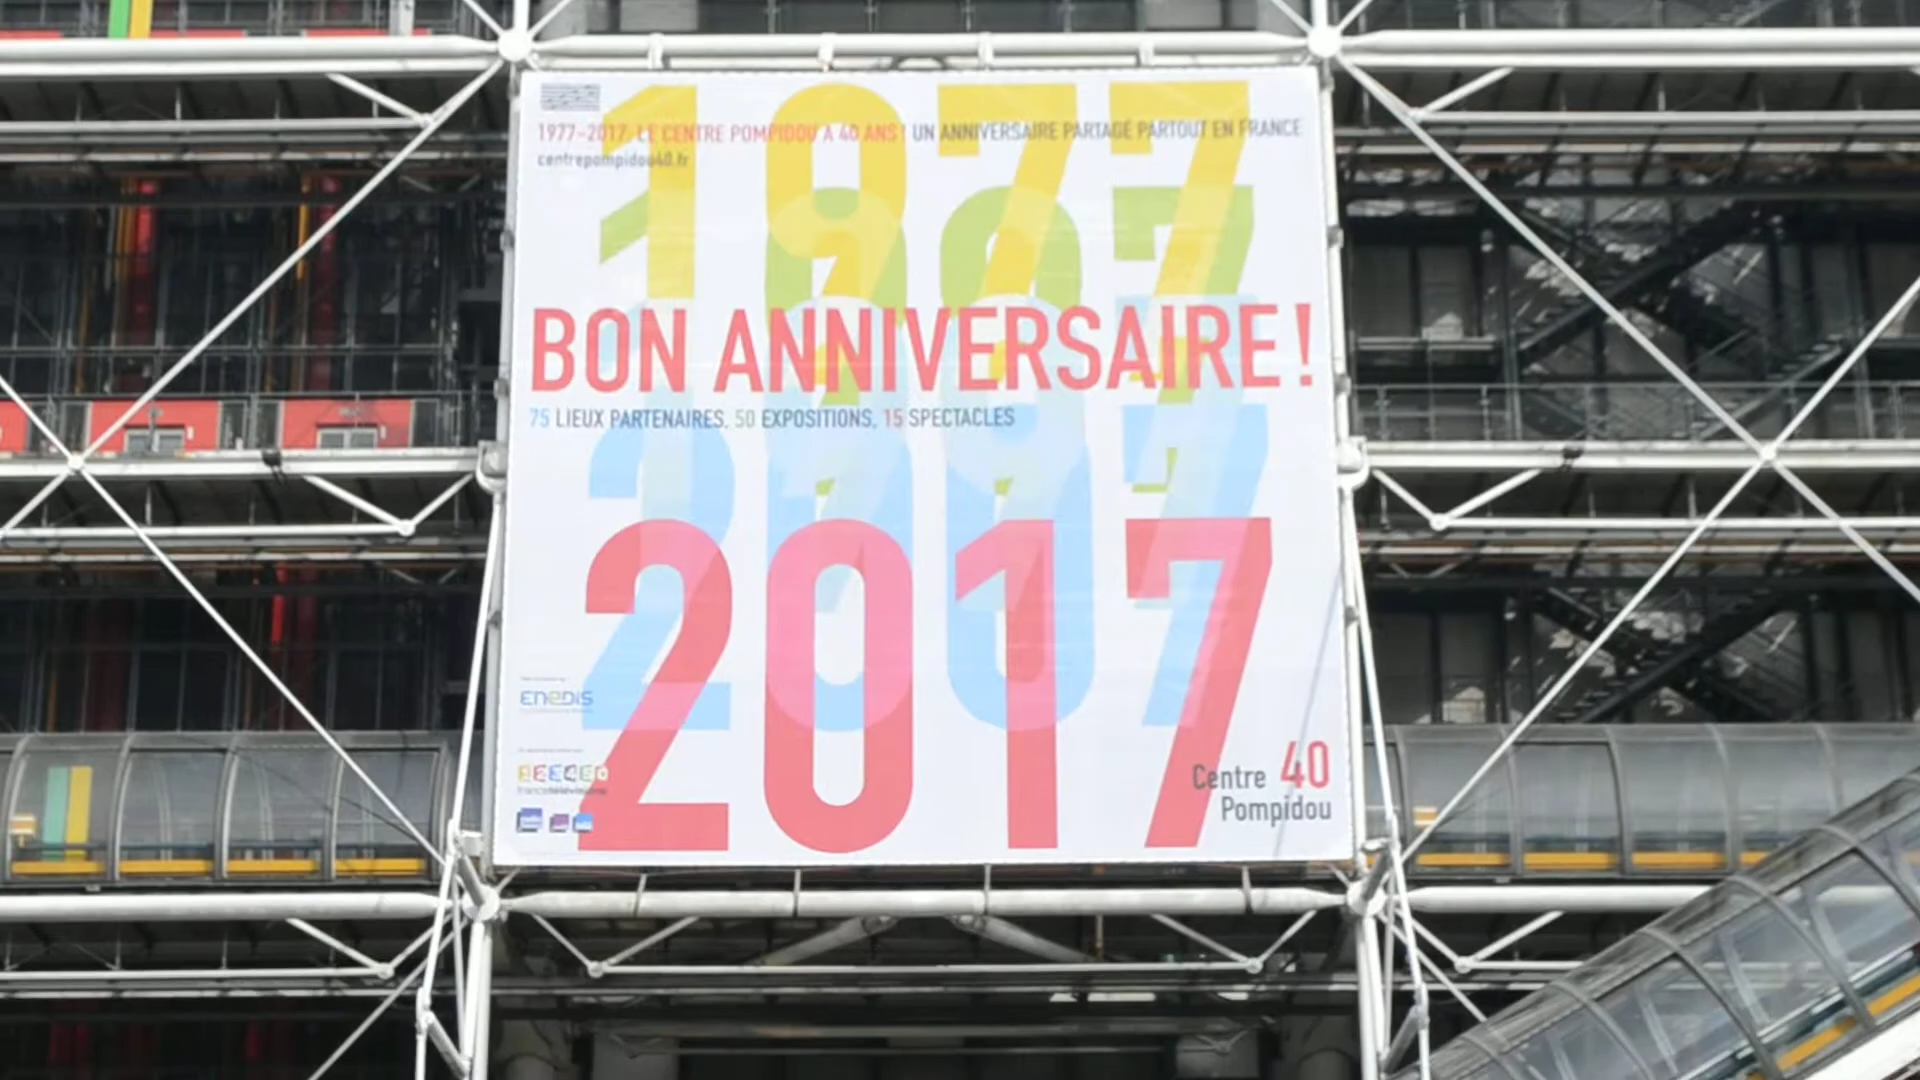 1977
1977-2017, LE CENTRE POMPIDOU A 40 ANS ! UN ANNIVERSAIRE PARTAGÉ PARTOUT EN FRANCE
centrepompidou40.fr
BON ANNIVERSAIRE !
75 LIEUX PARTENAIRES, 50 EXPOSITIONS, 15 SPECTACLES
2017
ENEDIS
francetélévisions
Centre 40
Pompidou